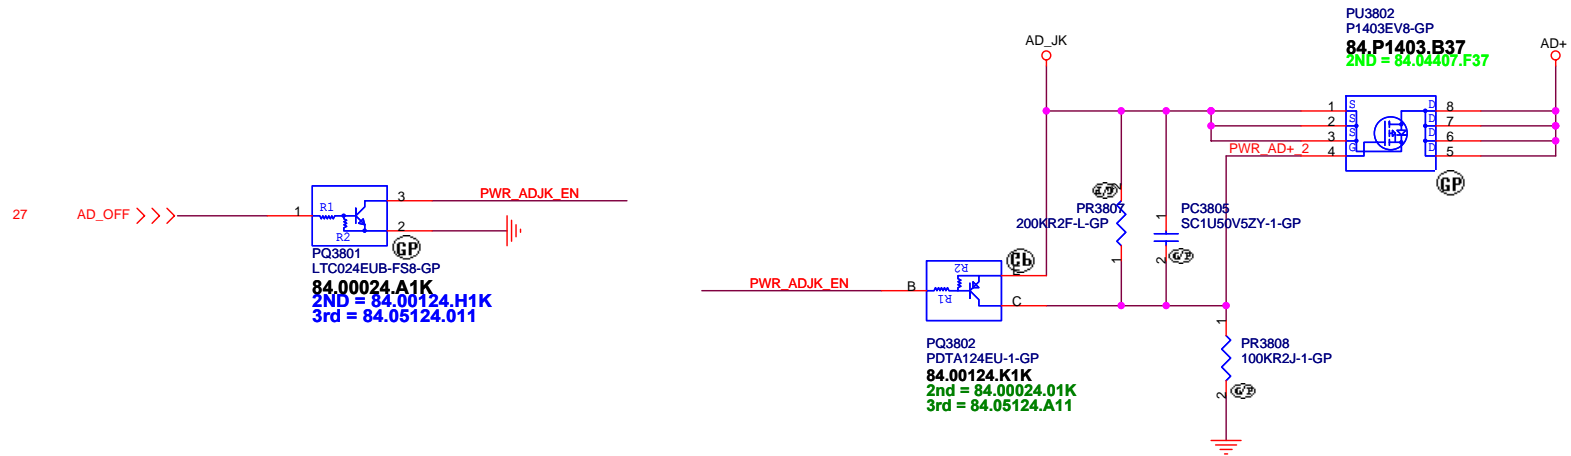 27
AD_OFF
1
R1
R2
3
2
PWR_ADJK_EN
GP
PQ3801
LTC024EUB-FS8-GP
84.00024.A1K
2ND = 84.00124.H1K
3rd = 84.05124.011
PWR_ADJK_EN
B
R2
R1
E
C
PQ3802
PDTA124EU-1-GP
84.00124.K1K
2nd = 84.00024.01K
3rd = 84.05124.A11
AD_JK
2
PR3807
200KR2F-L-GP
1
1
PC3805
SC1U50V5ZY-1-GP
2
G/P
1
PR3808
100KR2J-1-GP
2
G/P
PU3802
P1403EV8-GP
84.P1403.B37
2ND = 84.04407.F37
AD+
1 S D 8
2 S D 7
3 S D 6
PWR_AD+_2 4 G D 5
GP